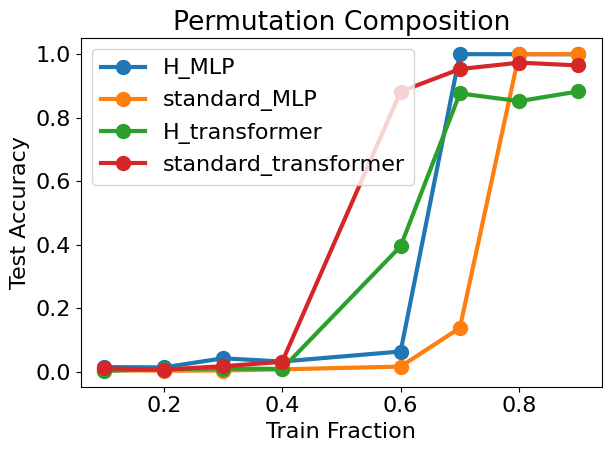 Permutation Composition
H_MLP
standard_MLP
H_transformer
standard_transformer
Test Accuracy
1.0
0.8
0.6
0.4
0.2
0.0
0.2 0.4 0.6 0.8
Train Fraction